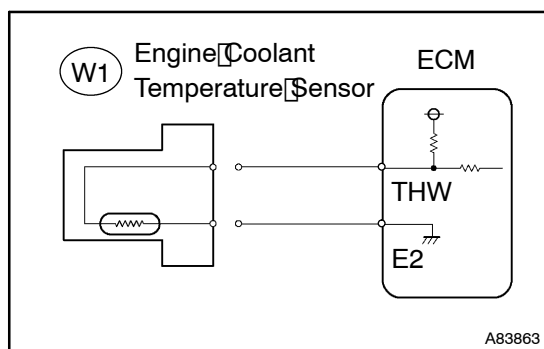 W1
Engine Coolant
Temperature Sensor
ECM
THW
E2
A83863